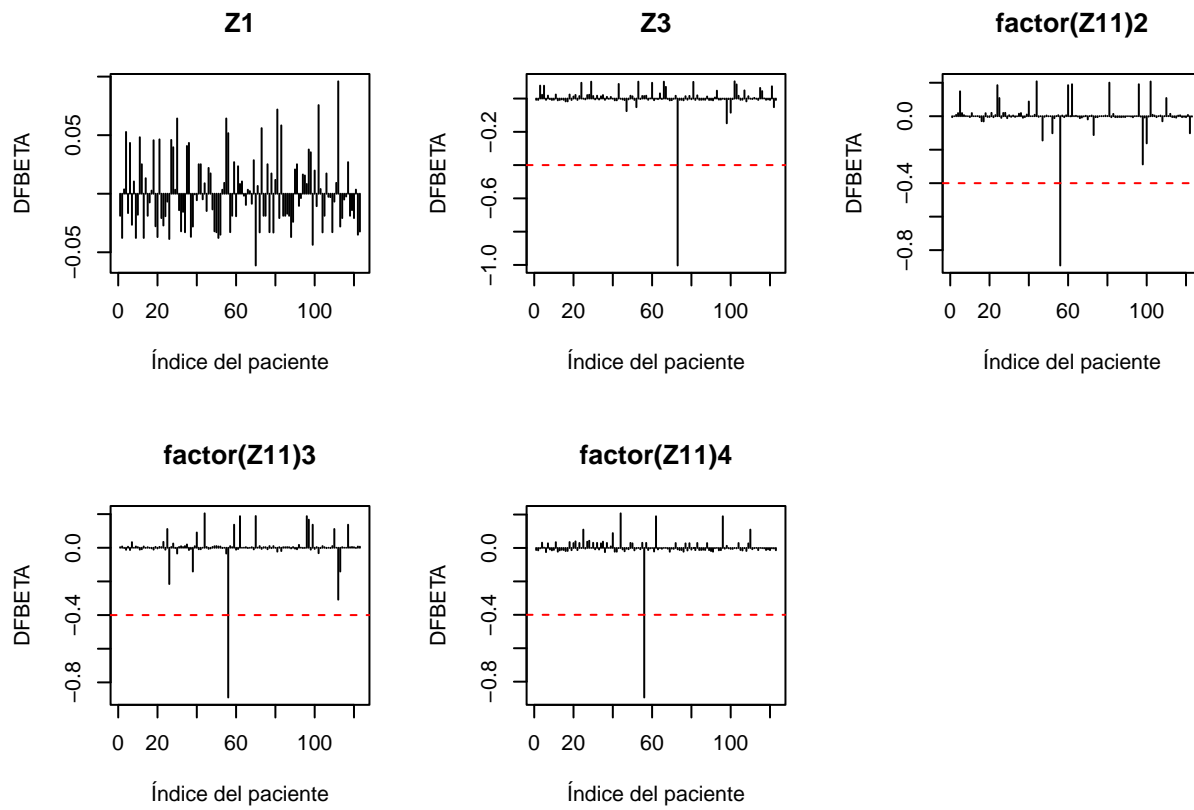 Z1
DFBETA
−0.05
0.05
0
20
60
100
Índice del paciente
Z3
DFBETA
−1.0
−0.6
−0.2
0
20
60
100
Índice del paciente
factor(Z11)2
DFBETA
−0.8
−0.4
0.0
0
20
60
100
Índice del paciente
factor(Z11)3
DFBETA
−0.8
−0.4
0.0
0
20
60
100
Índice del paciente
factor(Z11)4
DFBETA
−0.8
−0.4
0.0
0
20
60
100
Índice del paciente